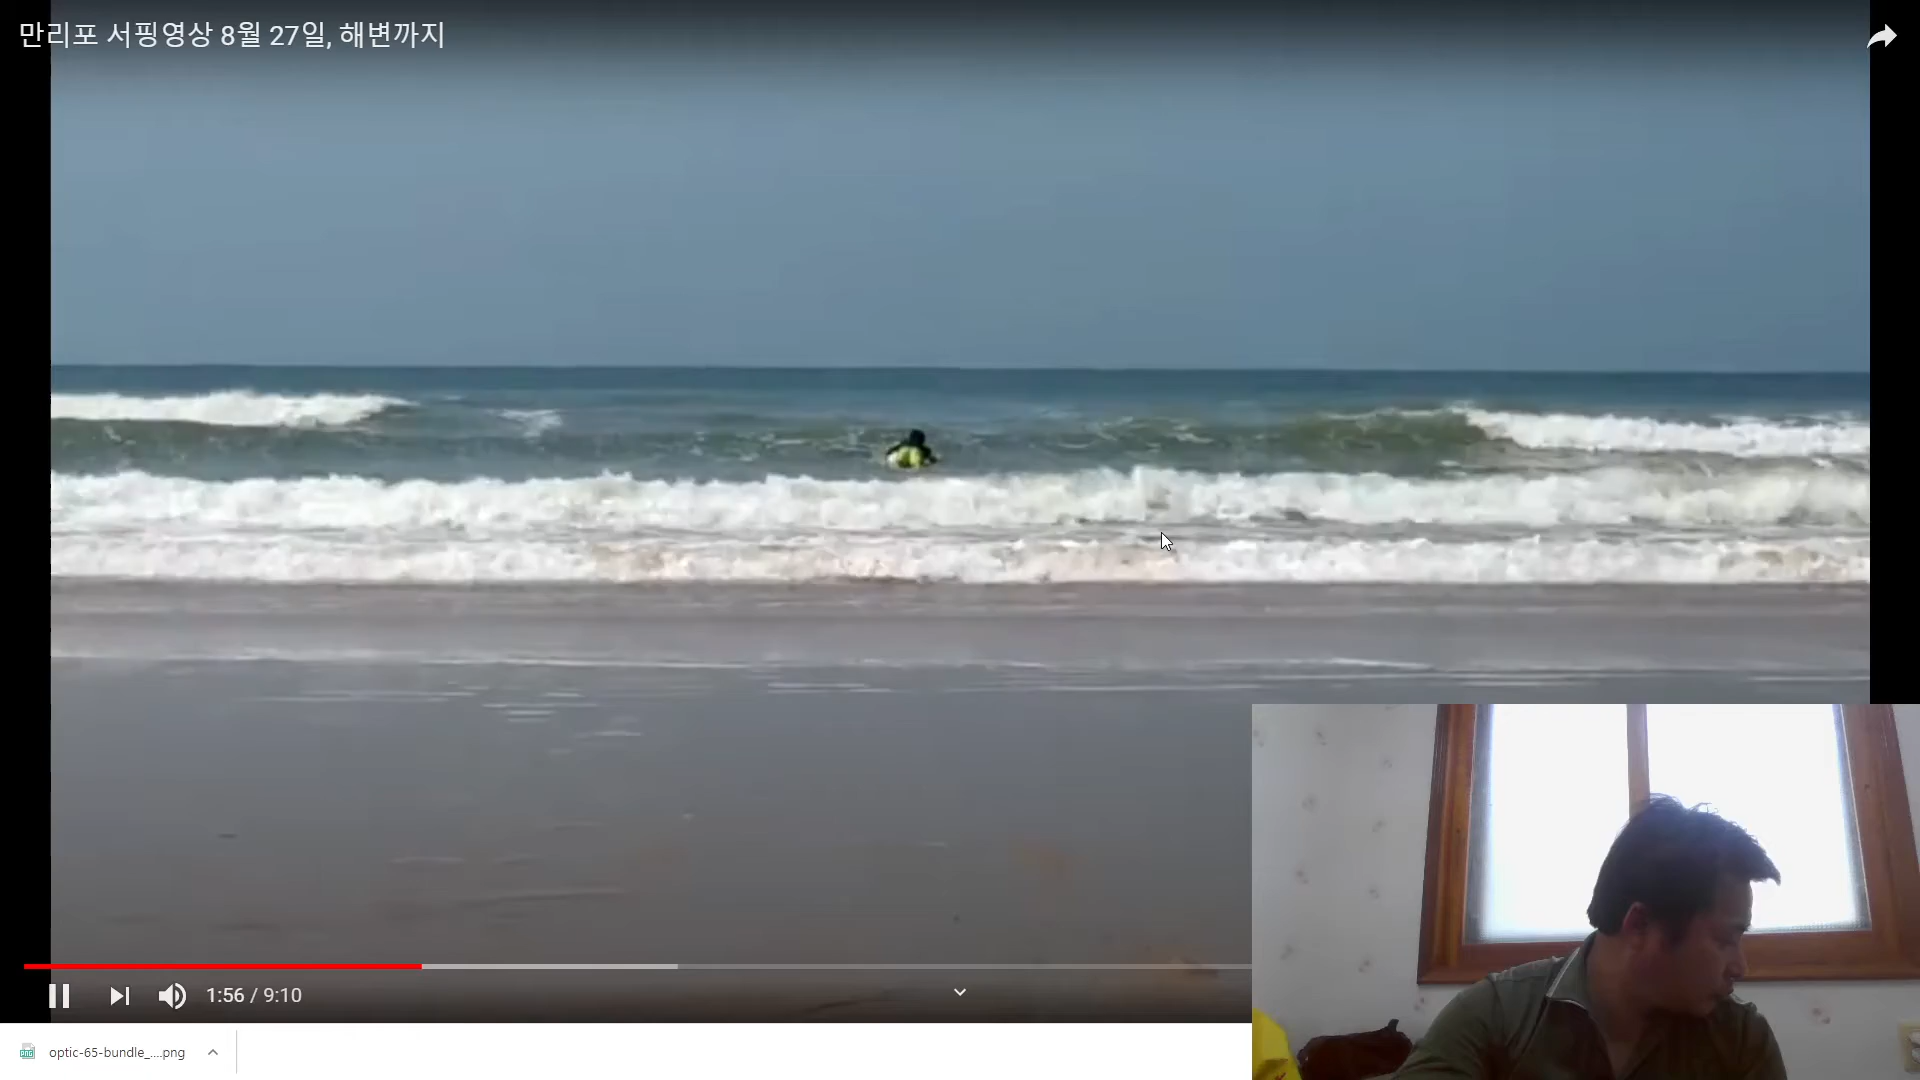 만리포 서핑영상 8월 27일, 해변까지
1:56 / 9:10
optic-65-bundle_....png